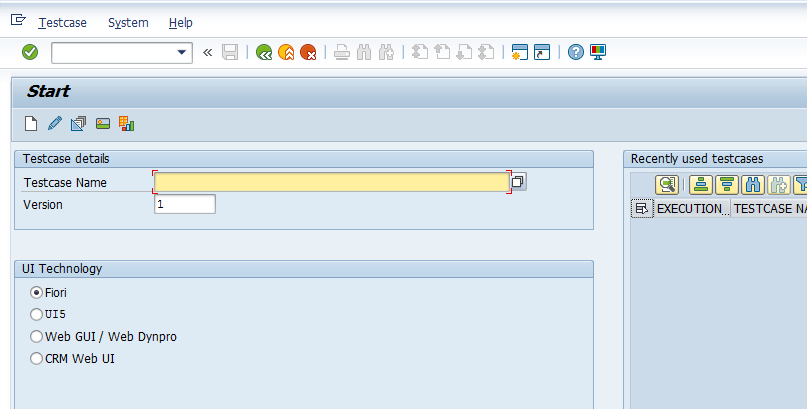 Testcase System Help
Start
Testcase details
Testcase Name
Version 1
UI Technology
Fiori
UI5
Web GUI / Web Dynpro
CRM Web UI
Recently used testcases
EXECUTION... TESTCASE NA